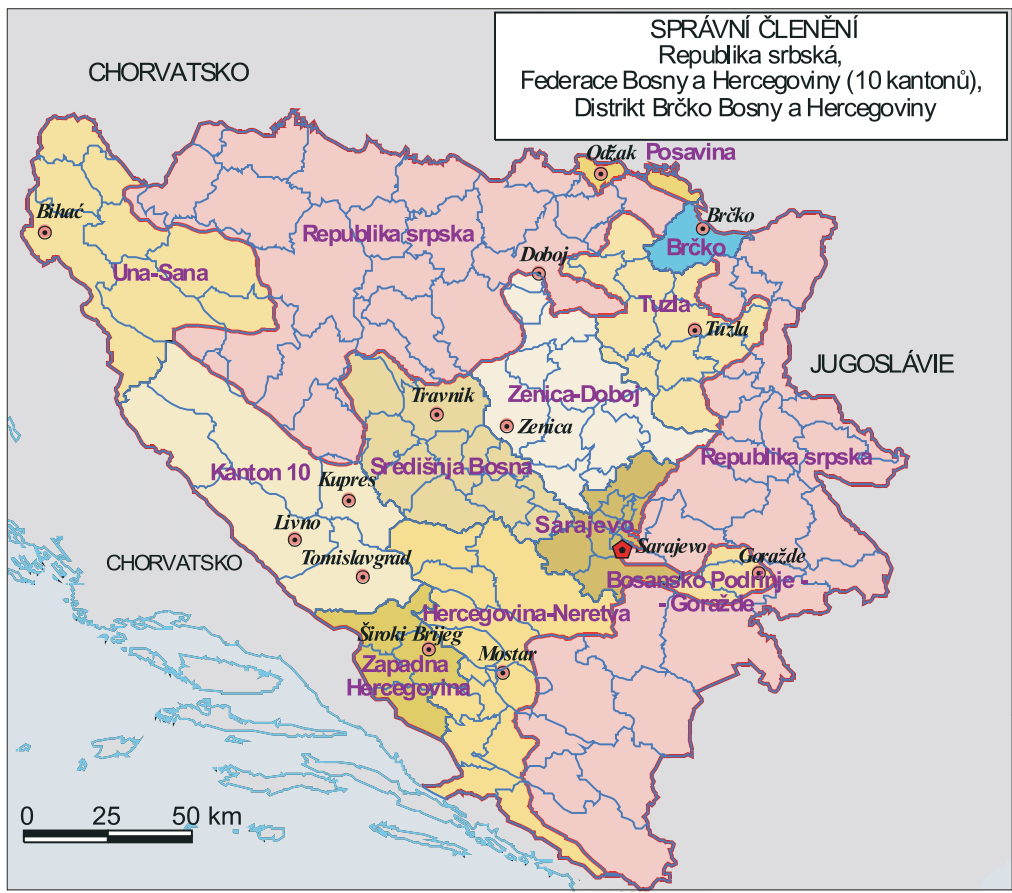 SPRÁVNÍ ČLENĚNÍ
Republika srbská,
Federace Bosny a Hercegoviny (10 kantonů),
Distrikt Brčko Bosny a Hercegoviny
CHORVATSKO
Odžak
Posavina
Bihać
Brčko
Republika srpska
Brčko
Doboj
Una-Sana
Tuzla
Tuzla
JUGOSLÁVIE
Travnik
Zenica-Doboj
Zenica
Republika srpska
Kanton 10
Središnja Bosna
Kupres
Livno
Sarajevo
Sarajevo
CHORVATSKO
Tomislavgrad
Goražde
Bosansko Podrinje -
- Goražde
Hercegovina-Neretva
Široki Brijeg
Mostar
Zapadna
Hercegovina
0 25 50 km